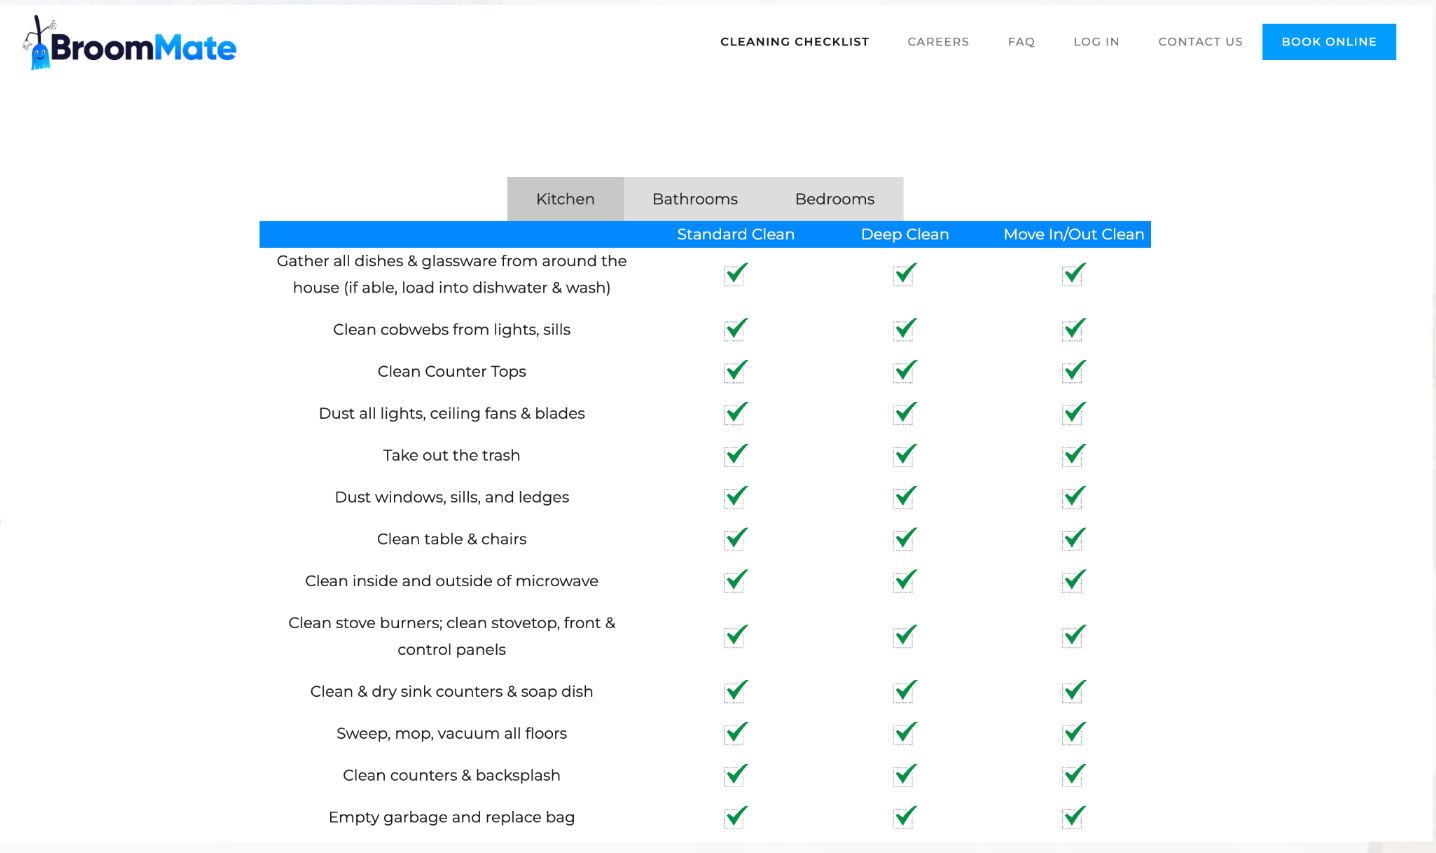 BroomMate
CLEANING CHECKLIST CAREERS FAQ LOG IN CONTACT US BOOK ONLINE
Kitchen Bathrooms Bedrooms
Standard Clean Deep Clean Move In/Out Clean
Gather all dishes & glassware from around the
house (if able, load into dishwater & wash)
Clean cobwebs from lights, sills
Clean Counter Tops
Dust all lights, ceiling fans & blades
Take out the trash
Dust windows, sills, and ledges
Clean table & chairs
Clean inside and outside of microwave
Clean stove burners; clean stovetop, front &
control panels
Clean & dry sink counters & soap dish
Sweep, mop, vacuum all floors
Clean counters & backsplash
Empty garbage and replace bag